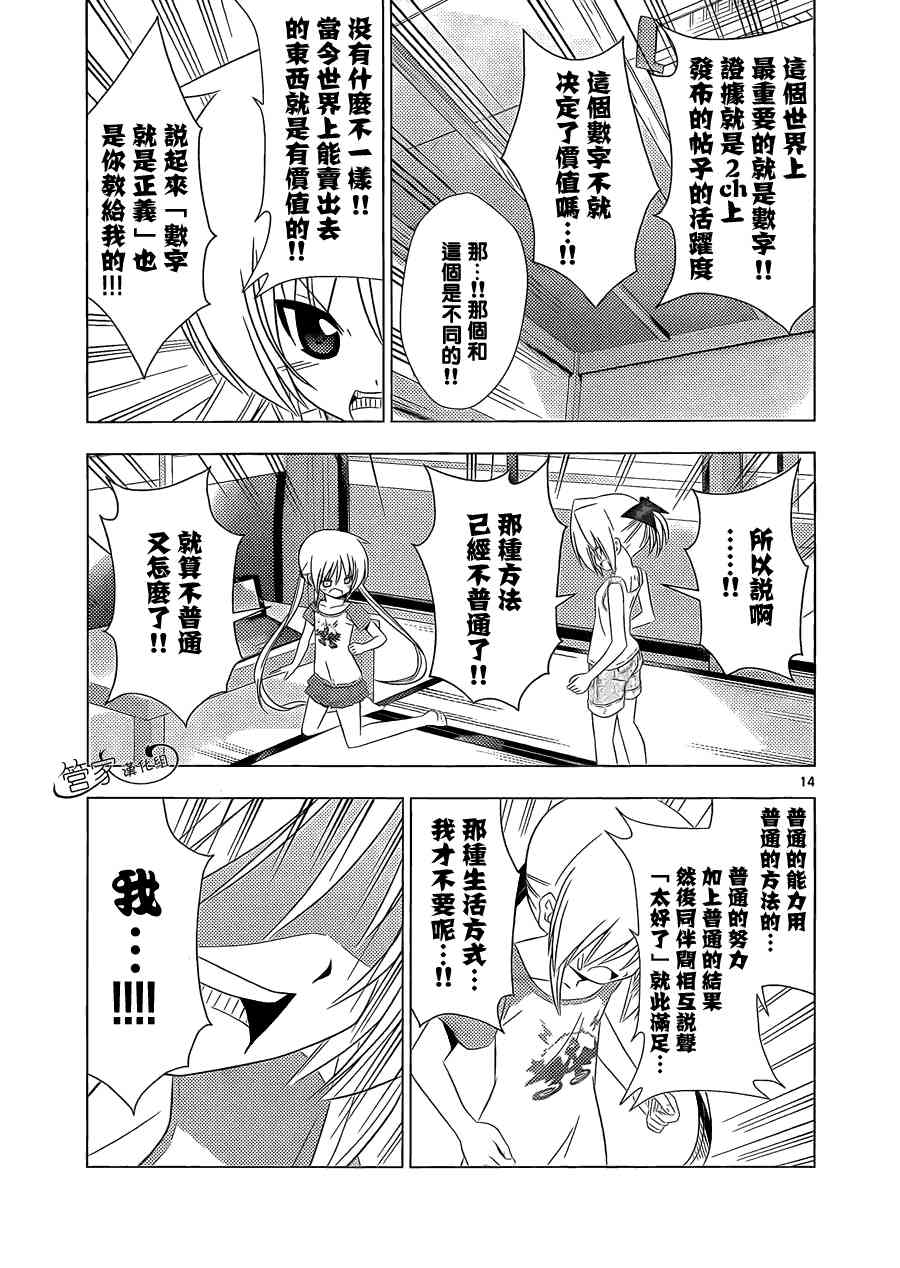 這個世界上
最重要的就是數字!!
證據就是2ch上
發布的帖子的活躍度
這個數字不就
決定了價值嗎…!!
那…!!那個和
這個是不同的!!
没有什麼不一樣!!
當今世界上能賣出去
的東西就是有價值的!!
説起來「數字
就是正義」也
是你教給我的!!!
所以說啊
……!!
那種方法
已經不普通了!!
就算不普通
又怎麼了!!
管家漢化組
14
普通的能力用
普通的方法的…
普通的努力
加上普通的結果
然後同伴間相互説聲
「太好了」就此滿足…
那種生活方式…
我才不要呢…!!
我…!!!!